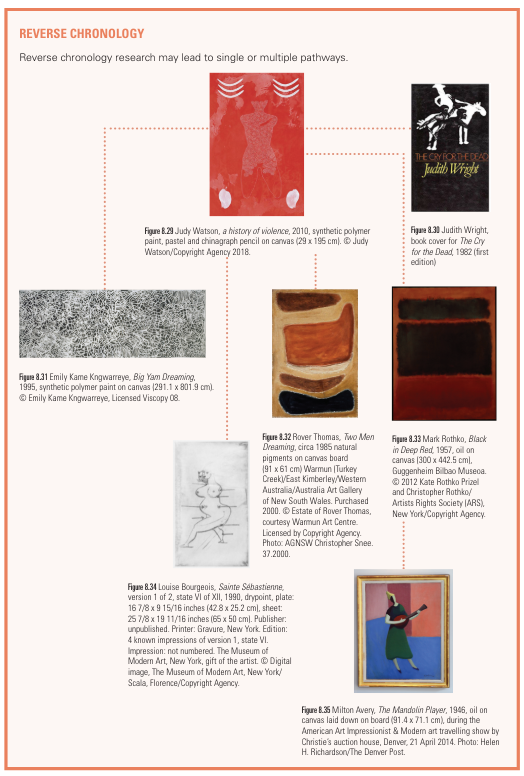 REVERSE CHRONOLOGY
Reverse chronology research may lead to single or multiple pathways.
THE CRY FOR THE DEAD
Judith Wright
Figure 8.29 Judy Watson, a history of violence, 2010, synthetic polymer
paint, pastel and chinagraph pencil on canvas (29 x 195 cm). © Judy
Watson/Copyright Agency 2018.
Figure 8.30 Judith Wright,
book cover for The Cry
for the Dead, 1982 (first
edition)
Figure 8.31 Emily Kame Kngwarreye, Big Yam Dreaming,
1995, synthetic polymer paint on canvas (291.1 x 801.9 cm).
© Emily Kame Kngwarreye, Licensed Viscopy 08.
Figure 8.32 Rover Thomas, Two Men
Dreaming, circa 1985 natural
pigments on canvas board
(91 x 61 cm) Warmun (Turkey
Creek)/East Kimberley/Western
Australia/Australia Art Gallery
of New South Wales. Purchased
2000. © Estate of Rover Thomas,
courtesy Warmun Art Centre.
Licensed by Copyright Agency.
Photo: AGNSW Christopher Snee.
37.2000.
Figure 8.33 Mark Rothko, Black
in Deep Red, 1957, oil on
canvas (300 x 442.5 cm),
Guggenheim Bilbao Museoa.
© 2012 Kate Rothko Prizel
and Christopher Rothko/
Artists Rights Society (ARS),
New York/Copyright Agency.
Figure 8.34 Louise Bourgeois, Sainte Sébastienne,
version 1 of 2, state VI of XII, 1990, drypoint, plate:
16 7/8 x 9 15/16 inches (42.8 x 25.2 cm), sheet:
25 7/8 x 19 11/16 inches (65 x 50 cm). Publisher:
unpublished. Printer: Gravure, New York. Edition:
4 known impressions of version 1, state VI.
Impression: not numbered. The Museum of
Modern Art, New York, gift of the artist. © Digital
image, The Museum of Modern Art, New York/
Scala, Florence/Copyright Agency.
Figure 8.35 Milton Avery, The Mandolin Player, 1946, oil on
canvas laid down on board (91.4 x 71.1 cm), during the
American Art Impressionist & Modern art travelling show by
Christie's auction house, Denver, 21 April 2014. Photo: Helen
H. Richardson/The Denver Post.